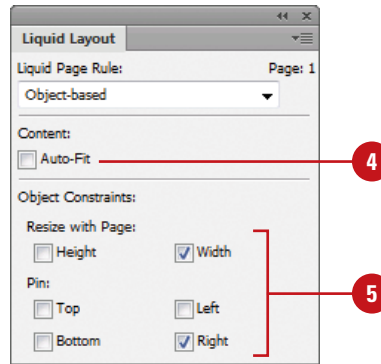 Liquid Layout
Liquid Page Rule: Page: 1
Object-based
Content:
Auto-Fit
4
Object Constraints:
Resize with Page:
Height Width
Pin:
5
Top Left
Bottom Right